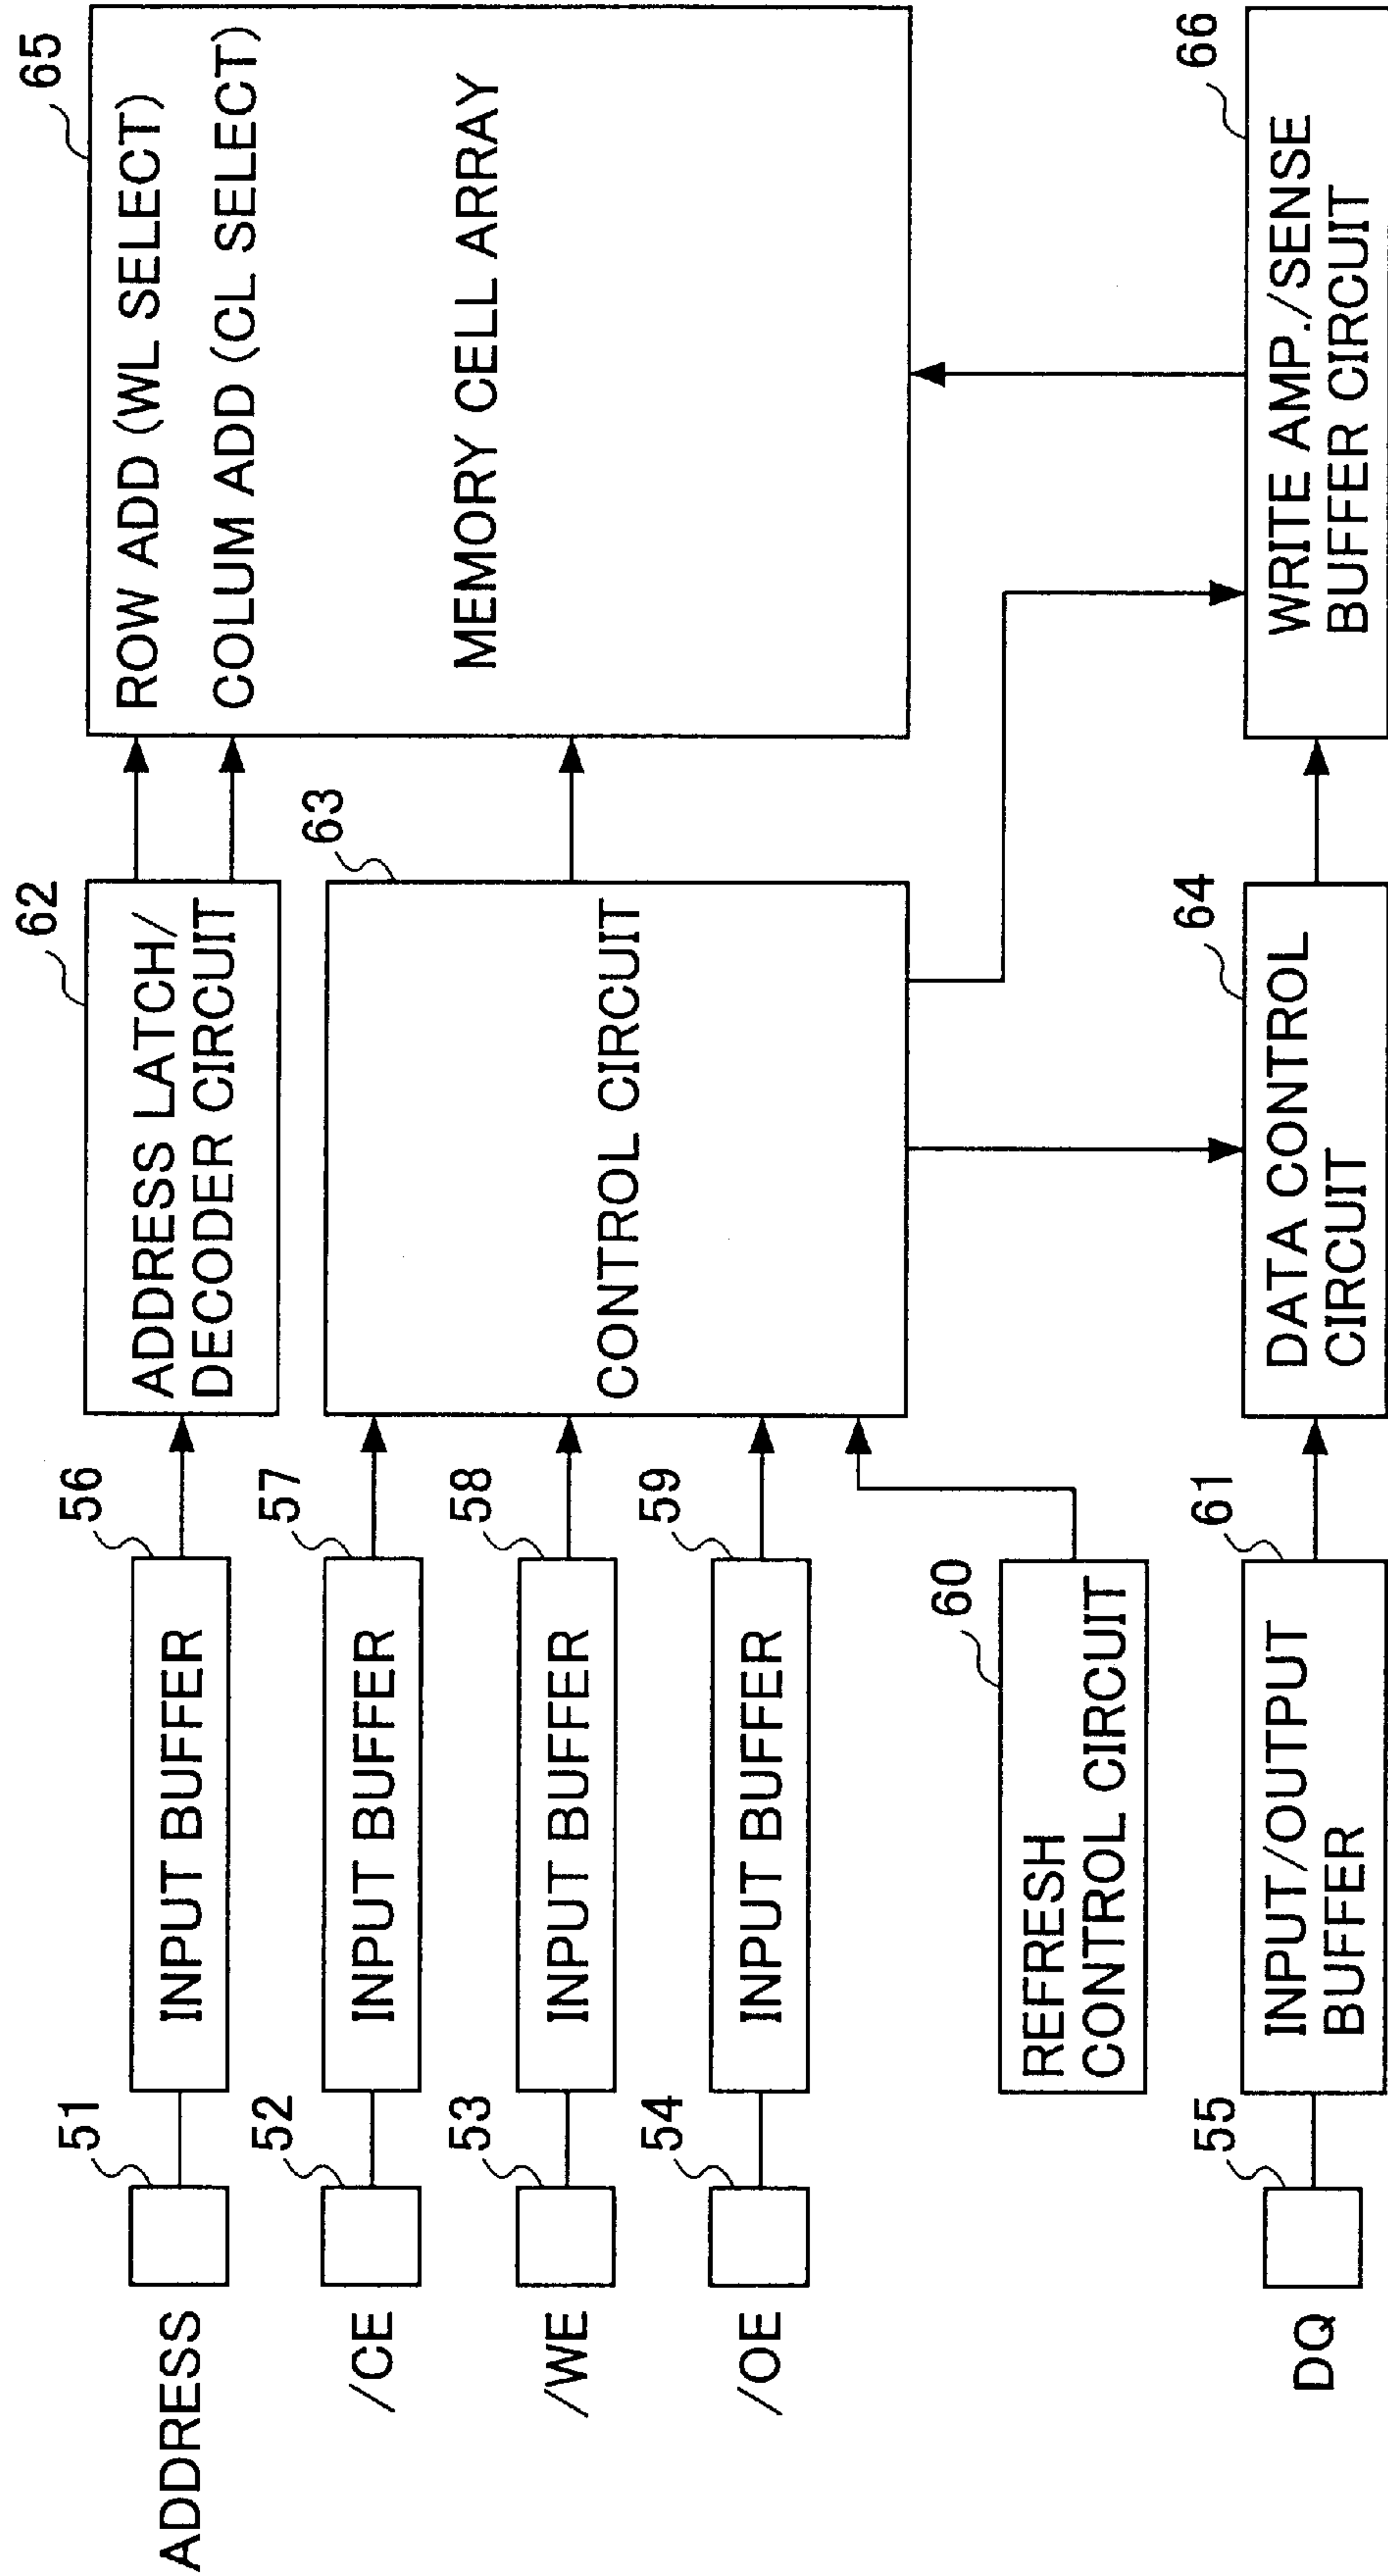 ADDRESS
51
INPUT BUFFER
56
ADDRESS LATCH/
DECODER CIRCUIT
62
ROW ADD (WL SELECT)
COLUM ADD (CL SELECT)
MEMORY CELL ARRAY
65
/CE
52
INPUT BUFFER
57
CONTROL CIRCUIT
63
/WE
53
INPUT BUFFER
58
/OE
54
INPUT BUFFER
59
REFRESH
CONTROL CIRCUIT
60
DQ
55
INPUT/OUTPUT
BUFFER
61
DATA CONTROL
CIRCUIT
64
WRITE AMP./SENSE
BUFFER CIRCUIT
66